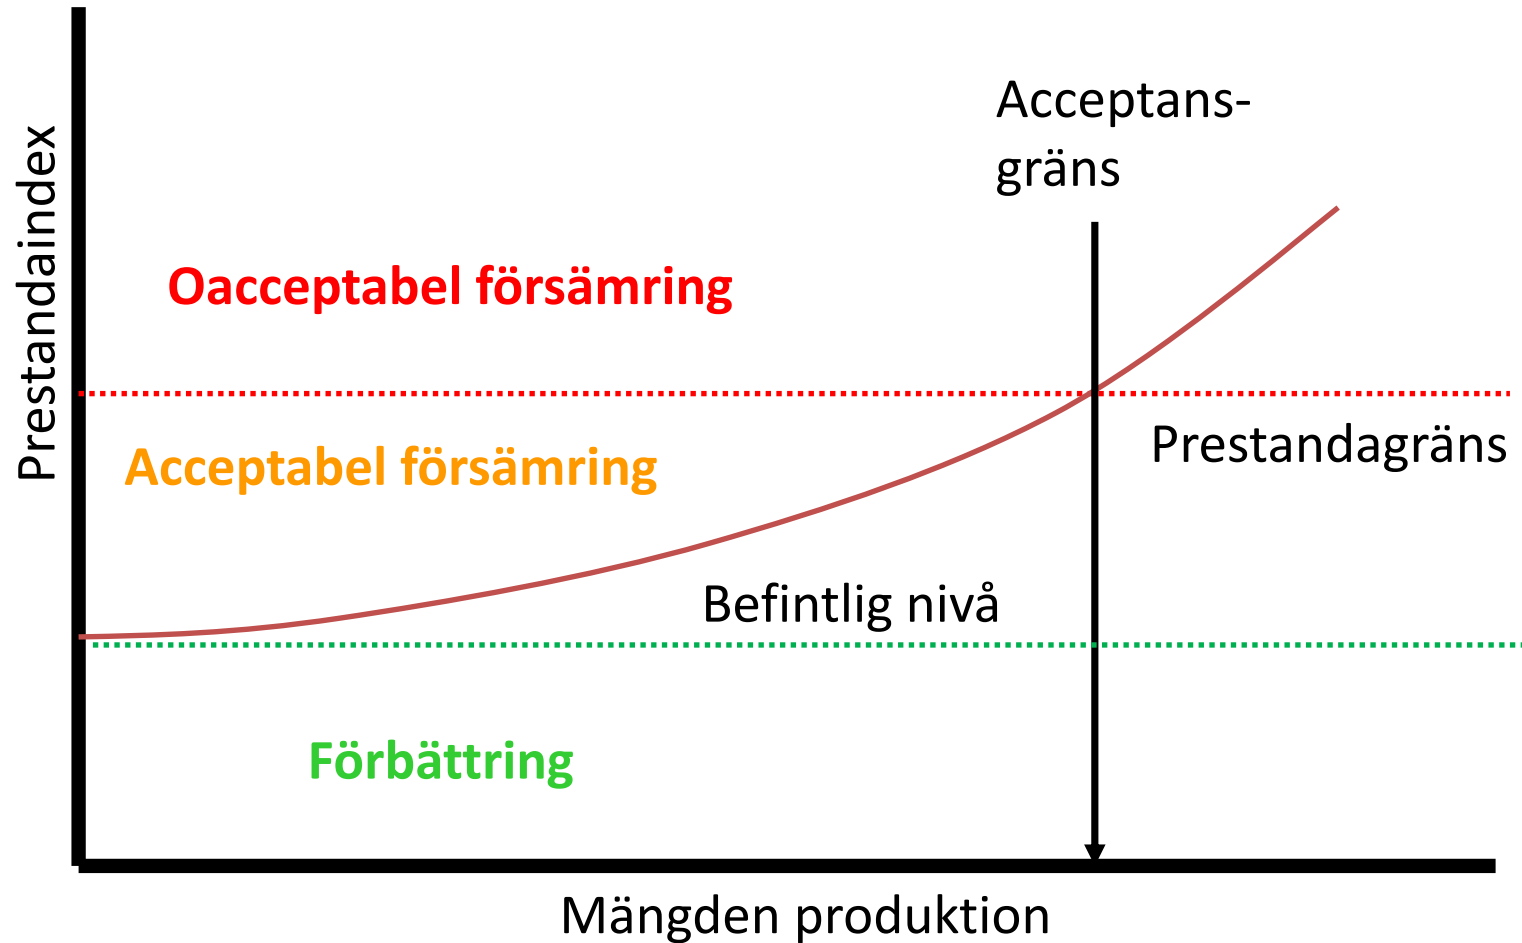 Acceptans-
gräns
Prestandaindex
Oacceptabel försämring
Prestandagräns
Acceptabel försämring
Befintlig nivå
Förbättring
Mängden produktion